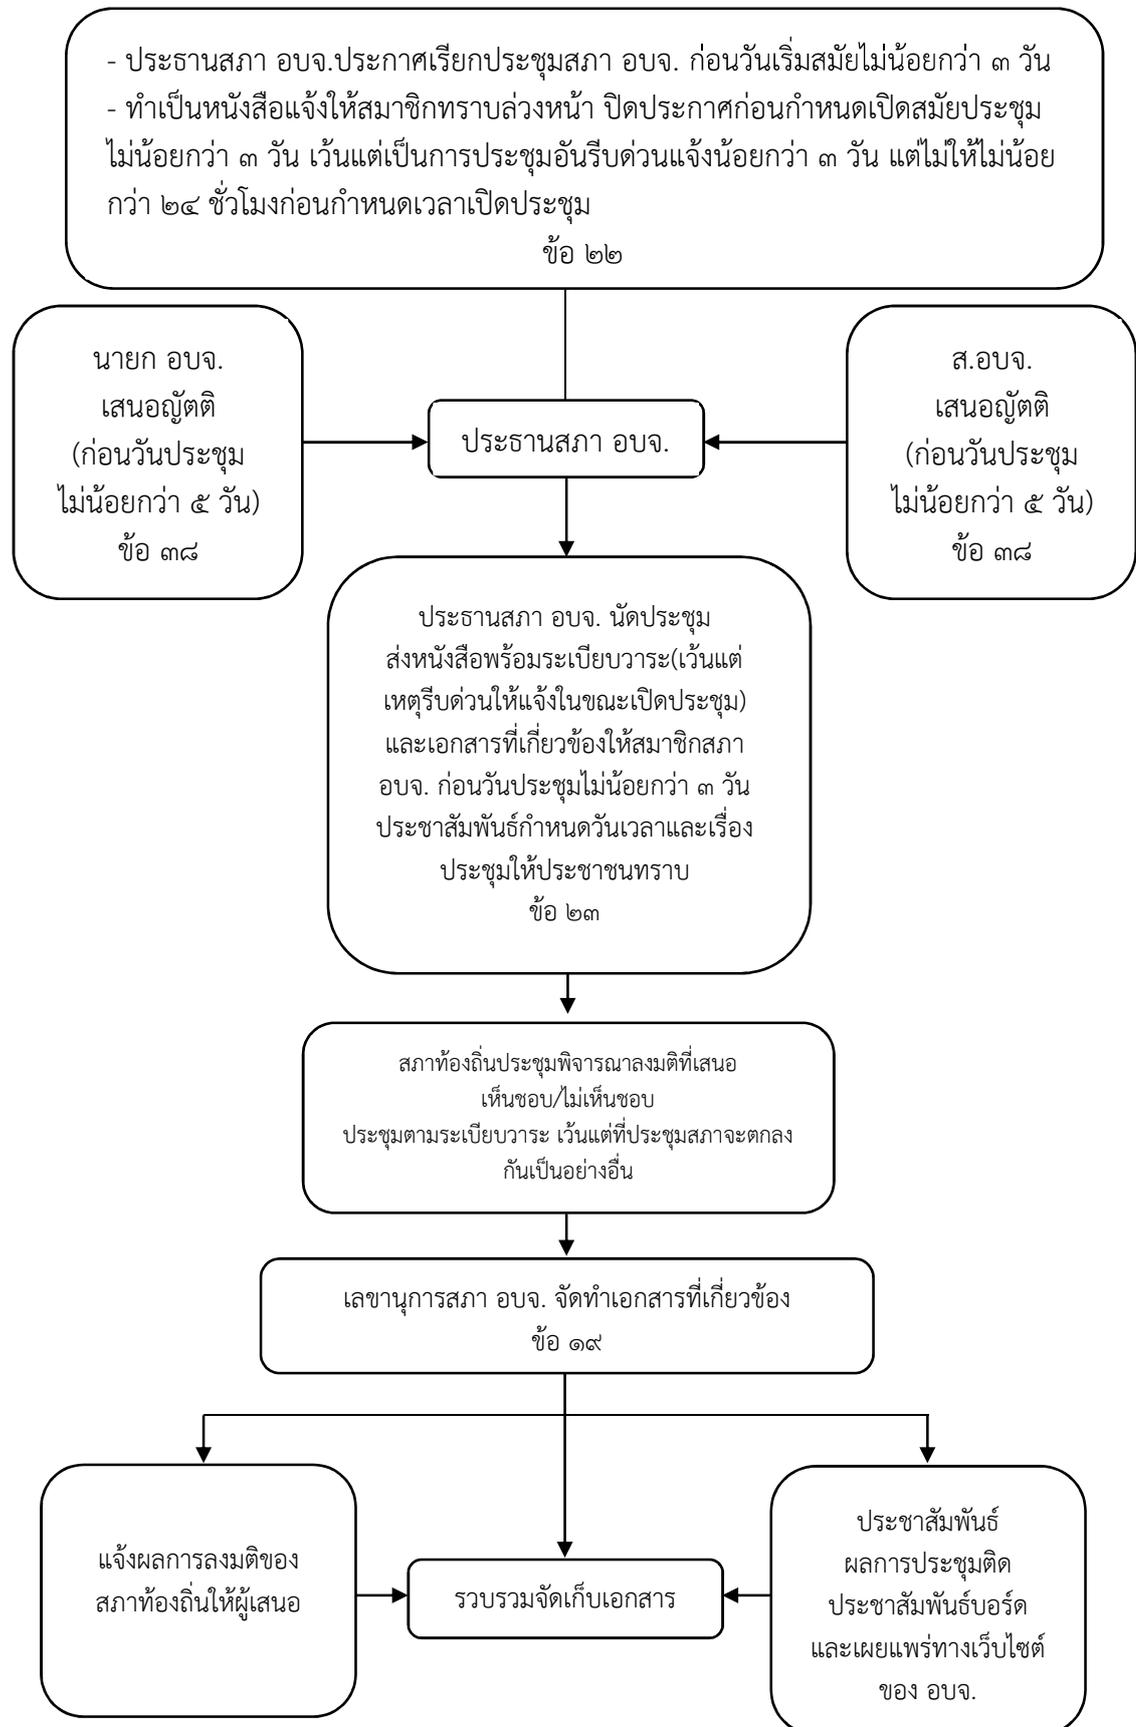 - ประธานสภา อบจ.ประกาศเรียกประชุมสภา อบจ. ก่อนวันเริ่มสมัยไม่น้อยกว่า ๓ วัน
- ทำเป็นหนังสือแจ้งให้สมาชิกทราบล่วงหน้า ปิดประกาศก่อนกำหนดเปิดสมัยประชุม
ไม่น้อยกว่า ๓ วัน เว้นแต่เป็นการประชุมอันรีบด่วนแจ้งน้อยกว่า ๓ วัน แต่ไม่ให้ไม่น้อย
กว่า ๒๔ ชั่วโมงก่อนกำหนดเวลาเปิดประชุม
ข้อ ๒๒
นายก อบจ.
เสนอญัตติ
(ก่อนวันประชุม
ไม่น้อยกว่า ๕ วัน)
ข้อ ๓๘
ประธานสภา อบจ.
ส.อบจ.
เสนอญัตติ
(ก่อนวันประชุม
ไม่น้อยกว่า ๕ วัน)
ข้อ ๓๘
ประธานสภา อบจ. นัดประชุม
ส่งหนังสือพร้อมระเบียบวาระ(เว้นแต่
เหตุรีบด่วนให้แจ้งในขณะเปิดประชุม)
และเอกสารที่เกี่ยวข้องให้สมาชิกสภา
อบจ. ก่อนวันประชุมไม่น้อยกว่า ๓ วัน
ประชาสัมพันธ์กำหนดวันเวลาและเรื่อง
ประชุมให้ประชาชนทราบ
ข้อ ๒๓
สภาท้องถิ่นประชุมพิจารณาลงมติที่เสนอ
เห็นชอบ/ไม่เห็นชอบ
ประชุมตามระเบียบวาระ เว้นแต่ที่ประชุมสภาจะตกลง
กันเป็นอย่างอื่น
เลขานุการสภา อบจ. จัดทำเอกสารที่เกี่ยวข้อง
ข้อ ๑๙
แจ้งผลการลงมติของ
สภาท้องถิ่นให้ผู้เสนอ
รวบรวมจัดเก็บเอกสาร
ประชาสัมพันธ์
ผลการประชุมติด
ประชาสัมพันธ์บอร์ด
และเผยแพร่ทางเว็บไซต์
ของ อบจ.